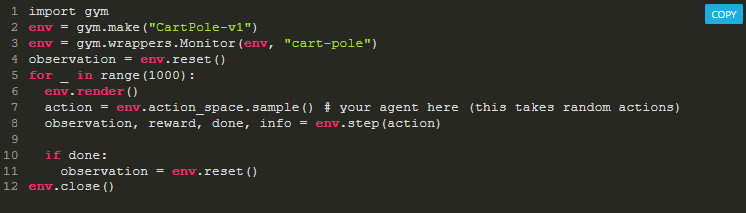 1 import gym
COPY
2 env = gym.make("CartPole-v1")
3 env = gym.wrappers.Monitor(env, "cart-pole")
4 observation = env.reset()
5 for _ in range(1000):
6   env.render()
7   action = env.action_space.sample() # your agent here (this takes random actions)
8   observation, reward, done, info = env.step(action)
9
10   if done:
11     observation = env.reset()
12 env.close()